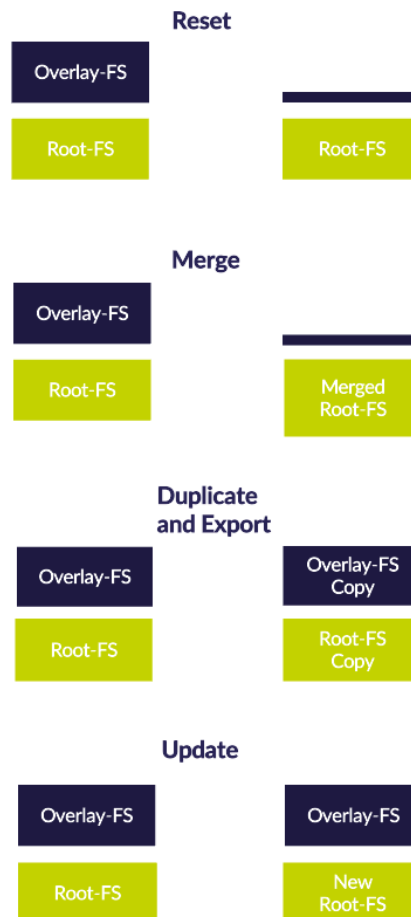 Reset
Overlay-FS
Root-FS
Root-FS
Merge
Overlay-FS
Root-FS
Merged
Root-FS
Duplicate
and Export
Overlay-FS
Overlay-FS
Copy
Root-FS
Root-FS
Copy
Update
Overlay-FS
Overlay-FS
Root-FS
New
Root-FS